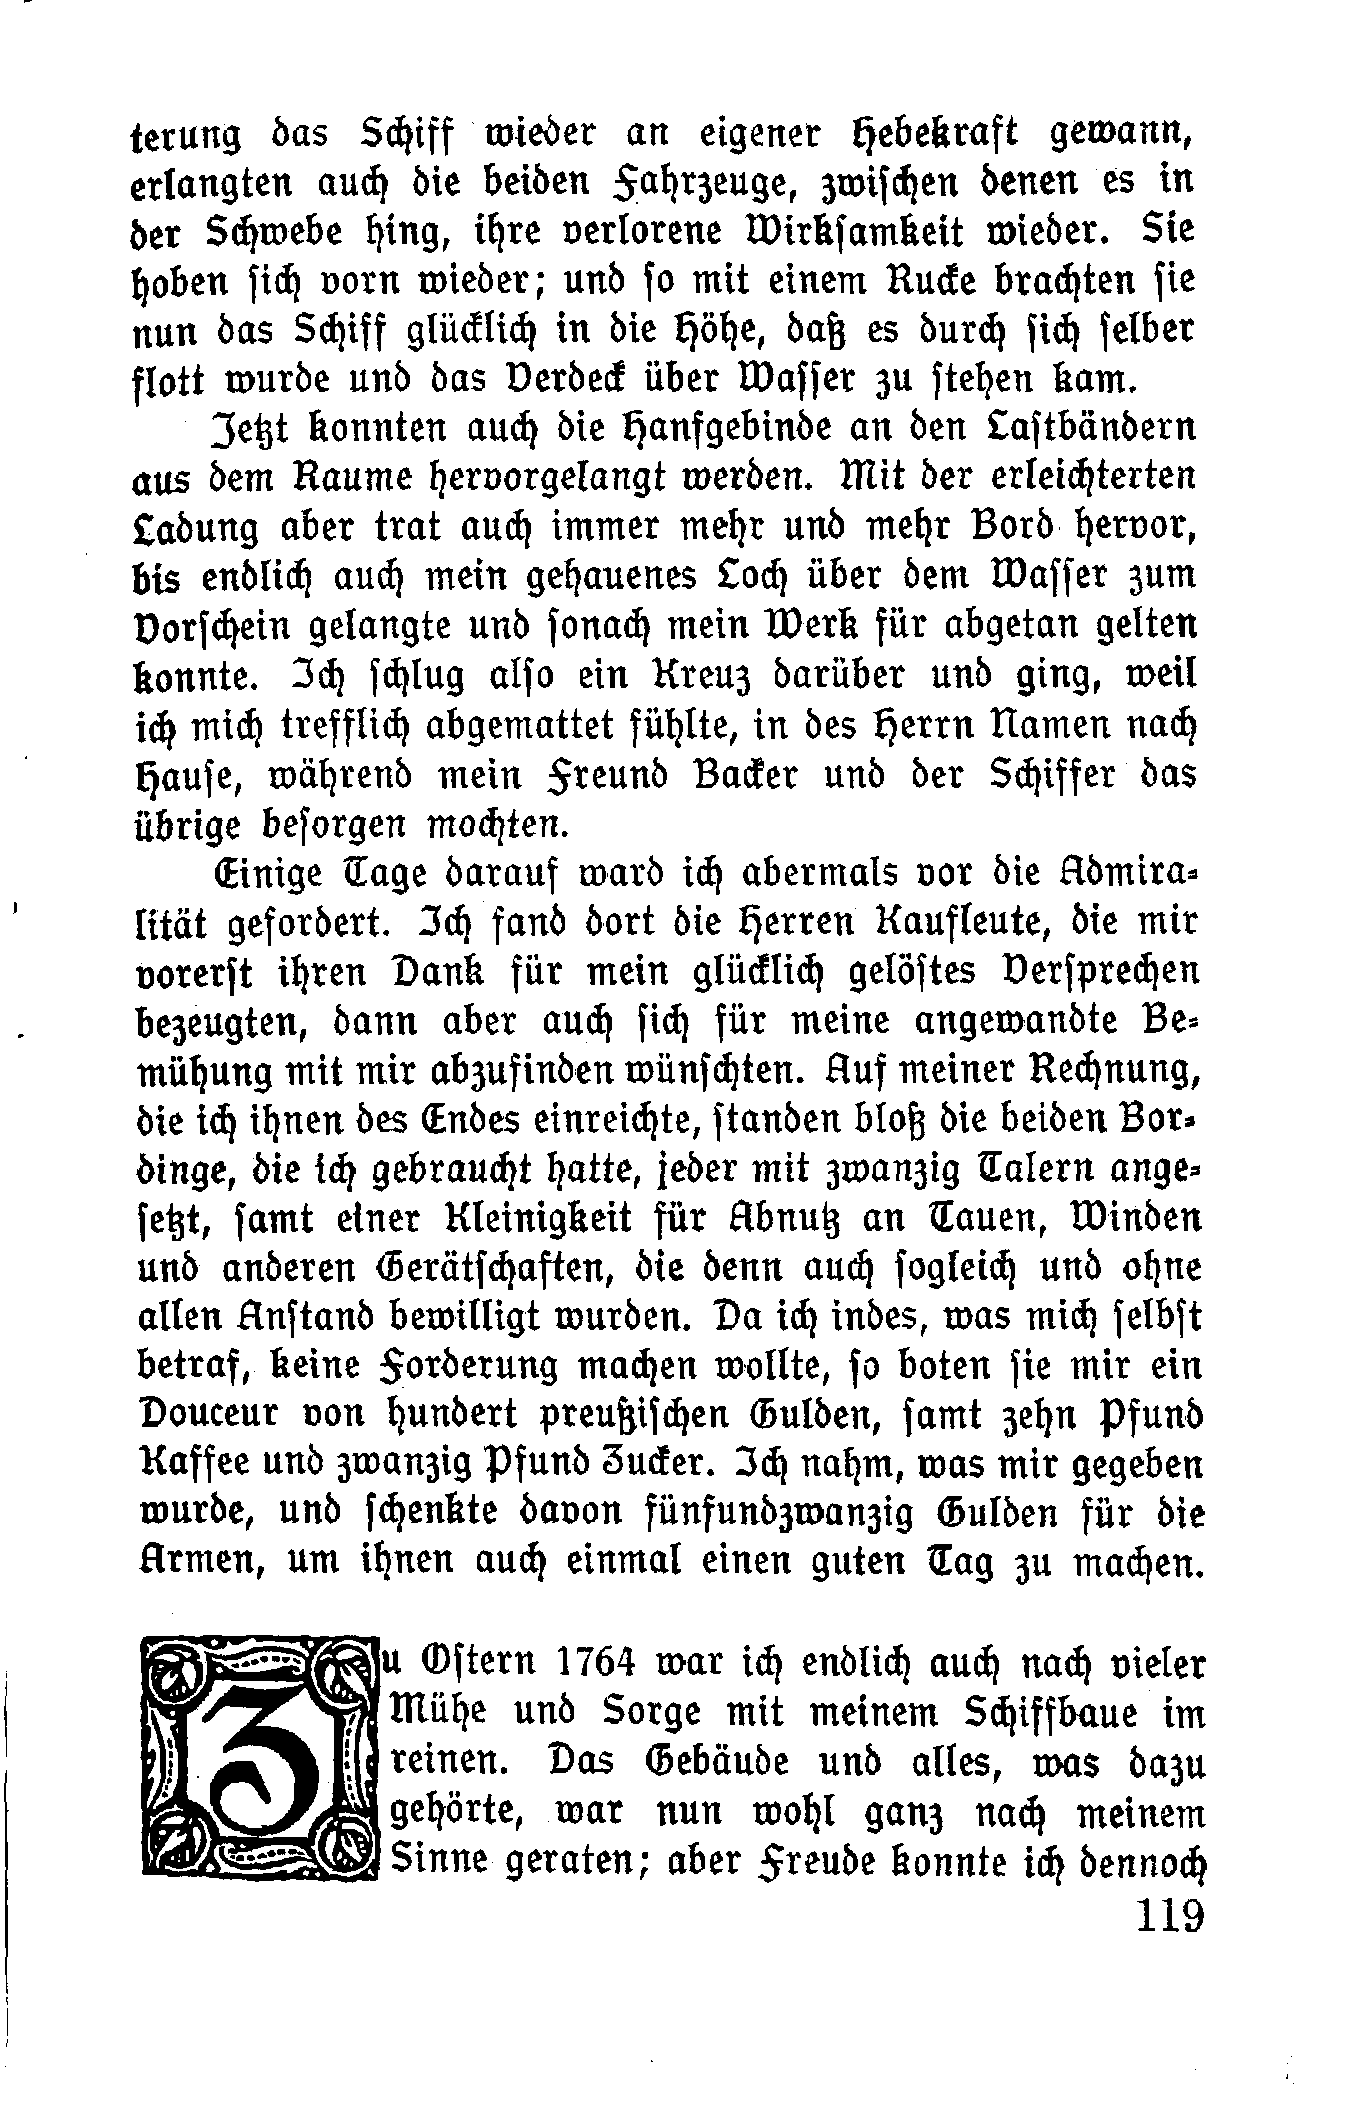 terung das Schiff wieder an eigener Hebekraft gewann,
erlangten auch die beiden Fahrzeuge, zwischen denen es in
der Schwebe hing, ihre verlorene Wirksamkeit wieder. Sie
hoben sich vorn wieder; und so mit einem Rucke brachten sie
nun das Schiff glücklich in die Höhe, daß es durch sich selber
flott wurde und das Verdeck über Wasser zu stehen kam.
Jetzt konnten auch die Hanfgebinde an den Lastbändern
aus dem Raume hervorgelangt werden. Mit der erleichterten
Ladung aber trat auch immer mehr und mehr Bord hervor,
bis endlich auch mein gehauenes Loch über dem Wasser zum
Vorschein gelangte und sonach mein Werk für abgetan gelten
konnte. Ich schlug also ein Kreuz darüber und ging, weil
ich mich trefflich abgemattet fühlte, in des Herrn Namen nach
Hause, während mein Freund Backer und der Schiffer das
übrige besorgen mochten.
Einige Tage darauf ward ich abermals vor die Admira-
lität gefordert. Ich fand dort die Herren Kaufleute, die mir
vorerst ihren Dank für mein glücklich gelöstes Versprechen
bezeugten, dann aber auch sich für meine angewandte Be-
mühung mit mir abzufinden wünschten. Auf meiner Rechnung,
die ich ihnen des Endes einreichte, standen bloß die beiden Bor-
dinge, die ich gebraucht hatte, jeder mit zwanzig Talern ange-
setzt, samt einer Kleinigkeit für Abnutz an Tauen, Winden
und anderen Gerätschaften, die denn auch sogleich und ohne
allen Anstand bewilligt wurden. Da ich indes, was mich selbst
betraf, keine Forderung machen wollte, so boten sie mir ein
Douceur von hundert preußischen Gulden, samt zehn Pfund
Kaffee und zwanzig Pfund Zucker. Ich nahm, was mir gegeben
wurde, und schenkte davon fünfundzwanzig Gulden für die
Armen, um ihnen auch einmal einen guten Tag zu machen.
Zu Ostern 1764 war ich endlich auch nach vieler
Mühe und Sorge mit meinem Schiffbaue im
reinen. Das Gebäude und alles, was dazu
gehörte, war nun wohl ganz nach meinem
Sinne geraten; aber Freude konnte ich dennoch
119